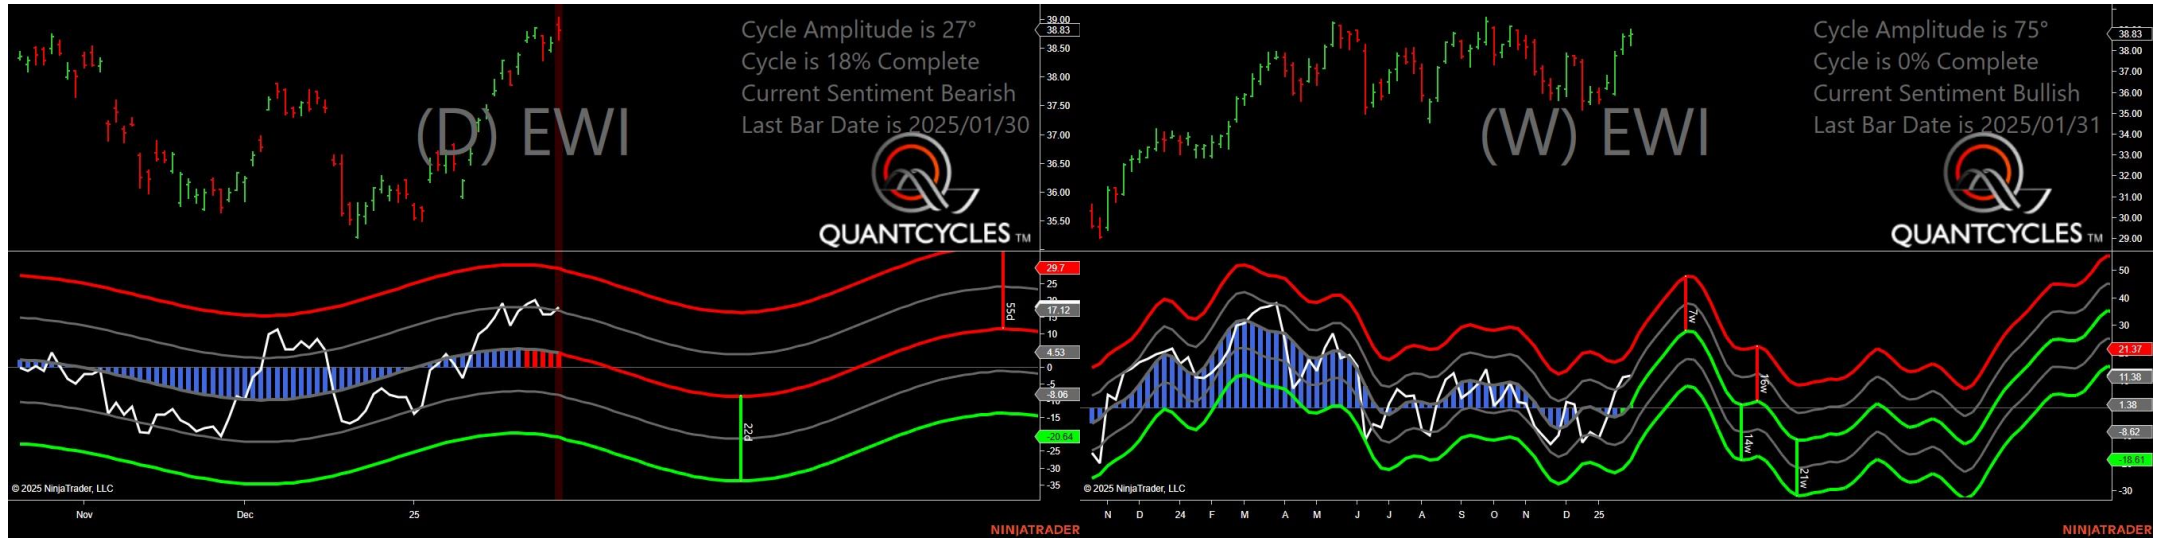 Cycle Amplitude is 27°
Cycle is 18% Complete
Current Sentiment Bearish
Last Bar Date is 2025/01/30
(D) EWI
QUANTCYCLES TM
39.00
38.83
38.50
38.00
37.50
37.00
36.50
36.00
35.50
29.7
25
17.12
15
10
4.53
0
-5
-8.06
-15
-20.64
-25
-30
-35
55d
22d
© 2025 NinjaTrader, LLC
Nov Dec 25
NINJATRADER
Cycle Amplitude is 75°
Cycle is 0% Complete
Current Sentiment Bullish
Last Bar Date is 2025/01/31
(W) EWI
QUANTCYCLES TM
38.83
38.00
37.00
36.00
35.00
34.00
33.00
32.00
31.00
30.00
29.00
50
40
30
21.37
11.38
1.38
-8.62
-18.61
-30
7w
16w
14w
21w
© 2025 NinjaTrader, LLC
N D 24 F M A M J J A S O N D 25
NINJATRADER